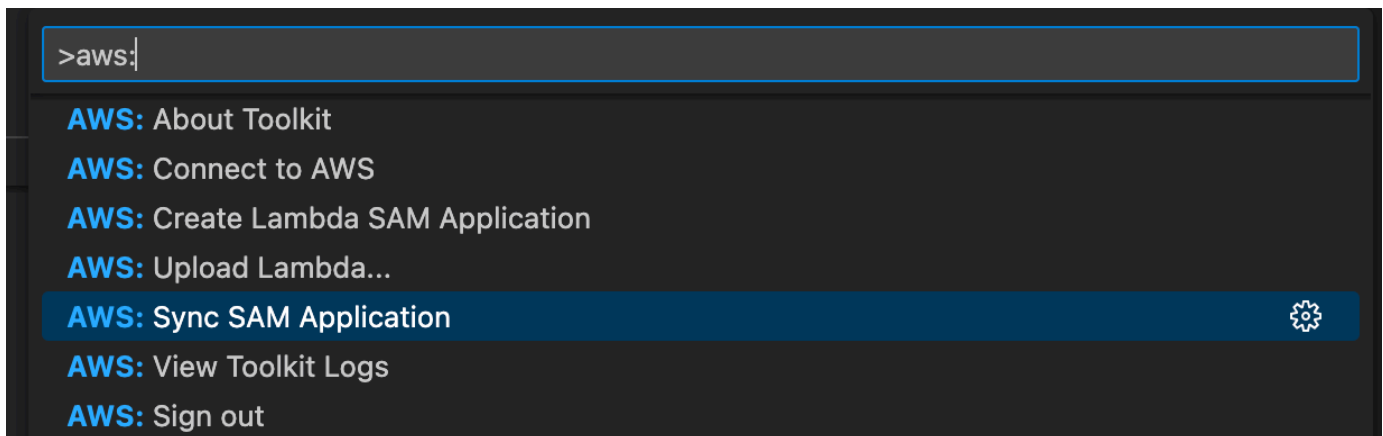 >aws:
AWS: About Toolkit
AWS: Connect to AWS
AWS: Create Lambda SAM Application
AWS: Upload Lambda...
AWS: Sync SAM Application
AWS: View Toolkit Logs
AWS: Sign out